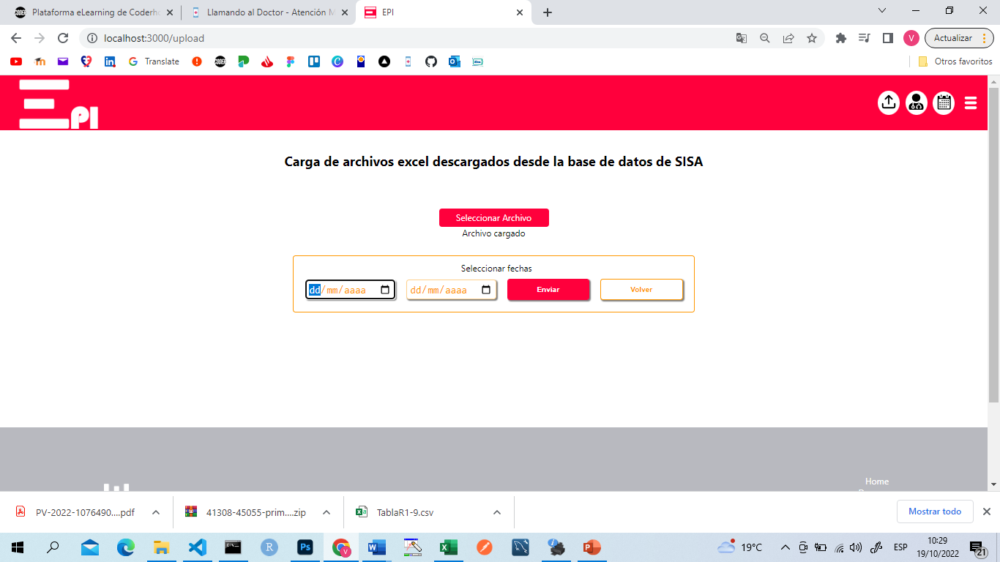 CODER
Plataforma eLearning de Coderh
Llamando al Doctor - Atención M
EPI
localhost:3000/upload
V
Actualizar
Translate
Otros favoritos
EPI
Carga de archivos excel descargados desde la base de datos de SISA
Seleccionar Archivo
Archivo cargado
Seleccionar fechas
dd/mm/aaaa
dd/mm/aaaa
Enviar
Volver
Home
PV-2022-1076490....pdf
41308-45055-prim....zip
TablaR1-9.csv
Mostrar todo
19°C
ESP
10:29
19/10/2022
21